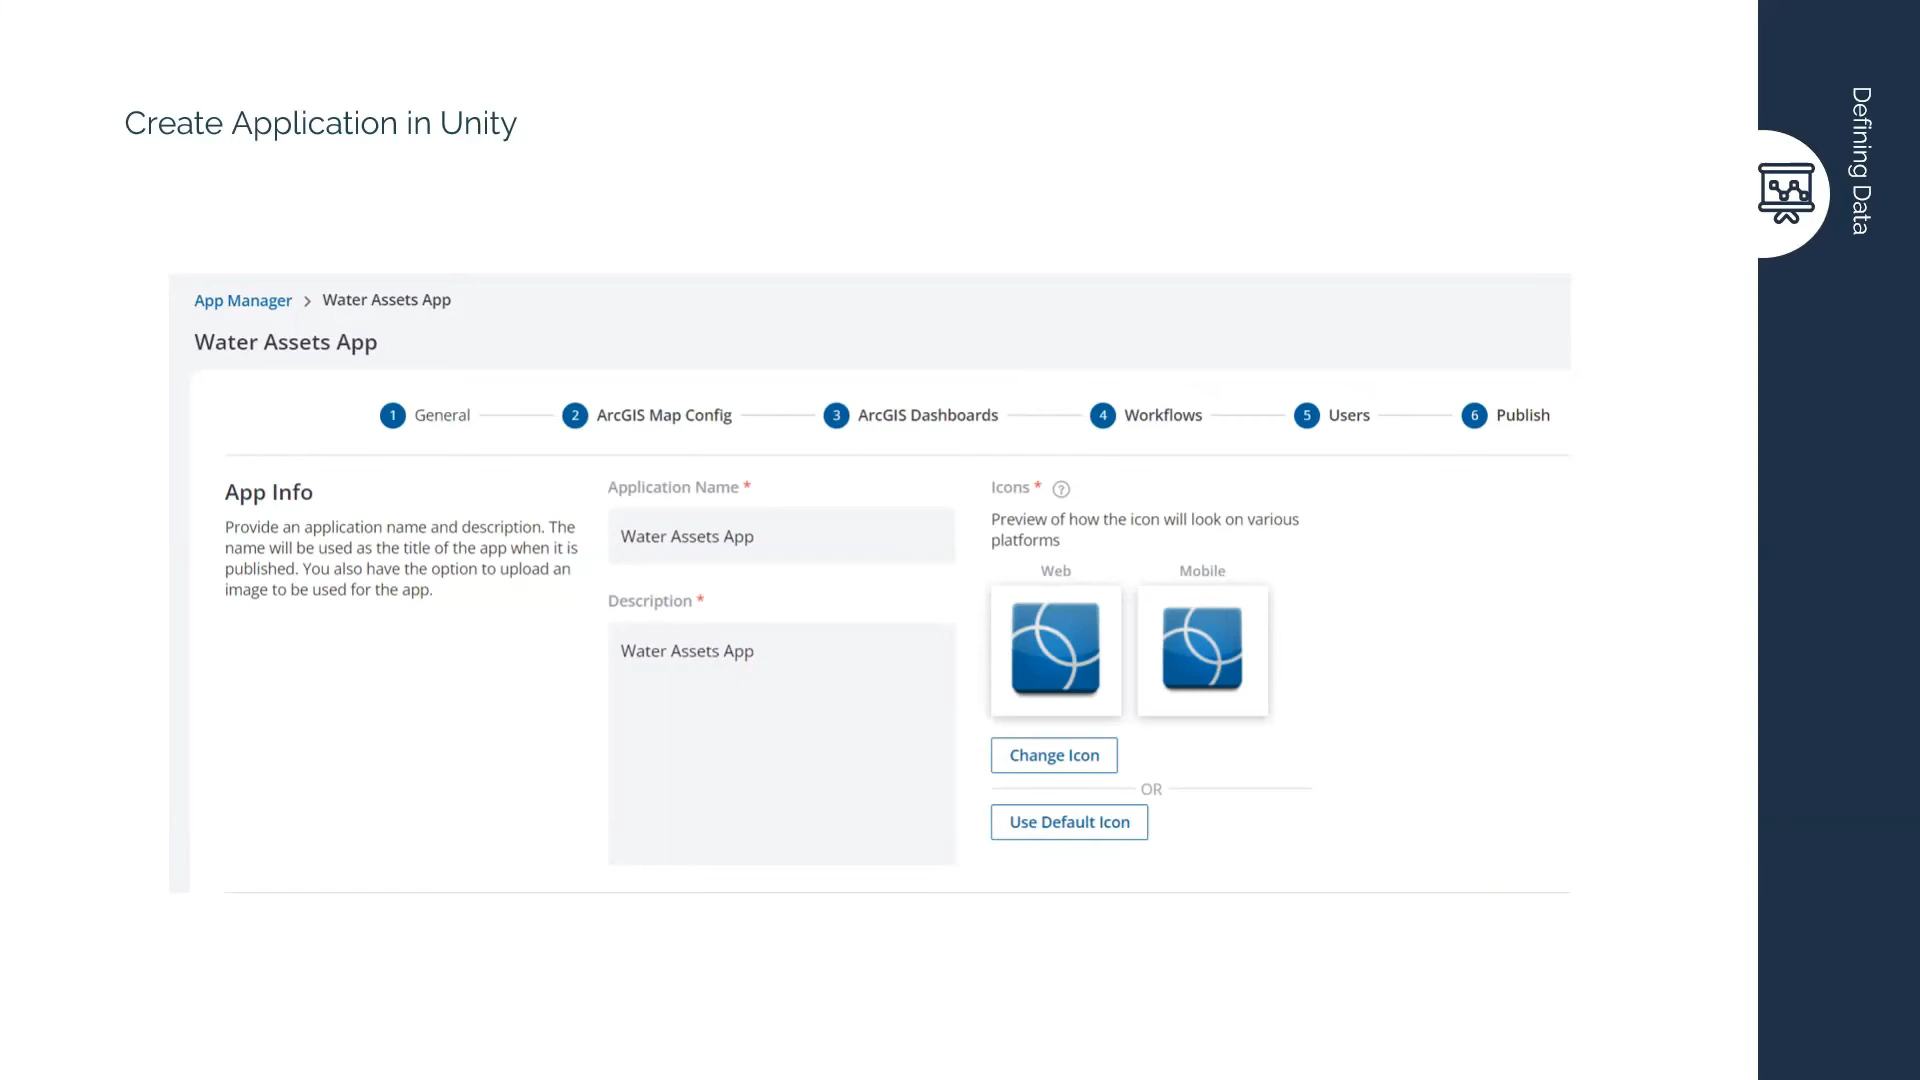 Create Application in Unity
Defining Data
App Manager > Water Assets App
Water Assets App
1 General 2 ArcGIS Map Config 3 ArcGIS Dashboards 4 Workflows 5 Users 6 Publish
App Info
Provide an application name and description. The
name will be used as the title of the app when it is
published. You also have the option to upload an
image to be used for the app.
Application Name *
Water Assets App
Description *
Water Assets App
Icons * ?
Preview of how the icon will look on various
platforms
Web Mobile
Change Icon
OR
Use Default Icon